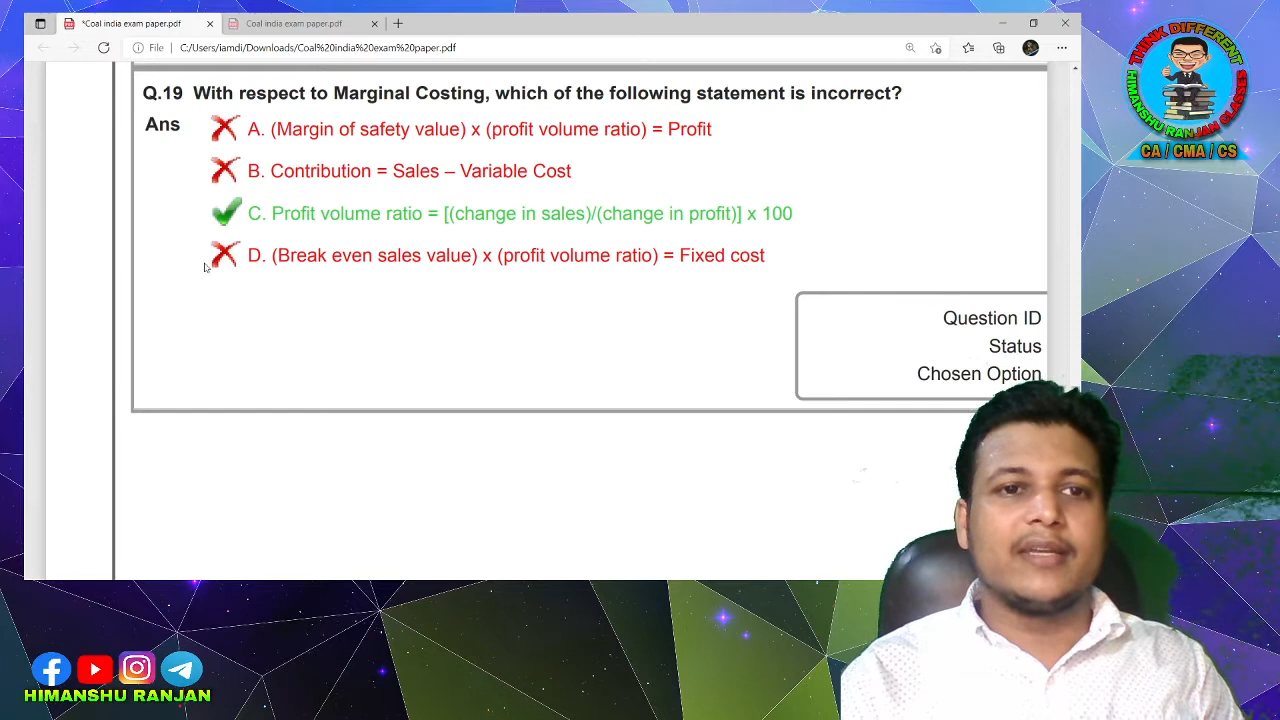 *Coal india exam paper.pdf
Coal india exam paper.pdf
File
C:/Users/iamdi/Downloads/Coal%20india%20exam%20paper.pdf
Q.19 With respect to Marginal Costing, which of the following statement is incorrect?
Ans
A. (Margin of safety value) x (profit volume ratio) = Profit
B. Contribution = Sales – Variable Cost
C. Profit volume ratio = [(change in sales)/(change in profit)] x 100
D. (Break even sales value) x (profit volume ratio) = Fixed cost
Question ID
Status
Chosen Option
THINK DIFFERENT
HIMANSHU RANJAN CLASSES
CA / CMA / CS
HIMANSHU RANJAN